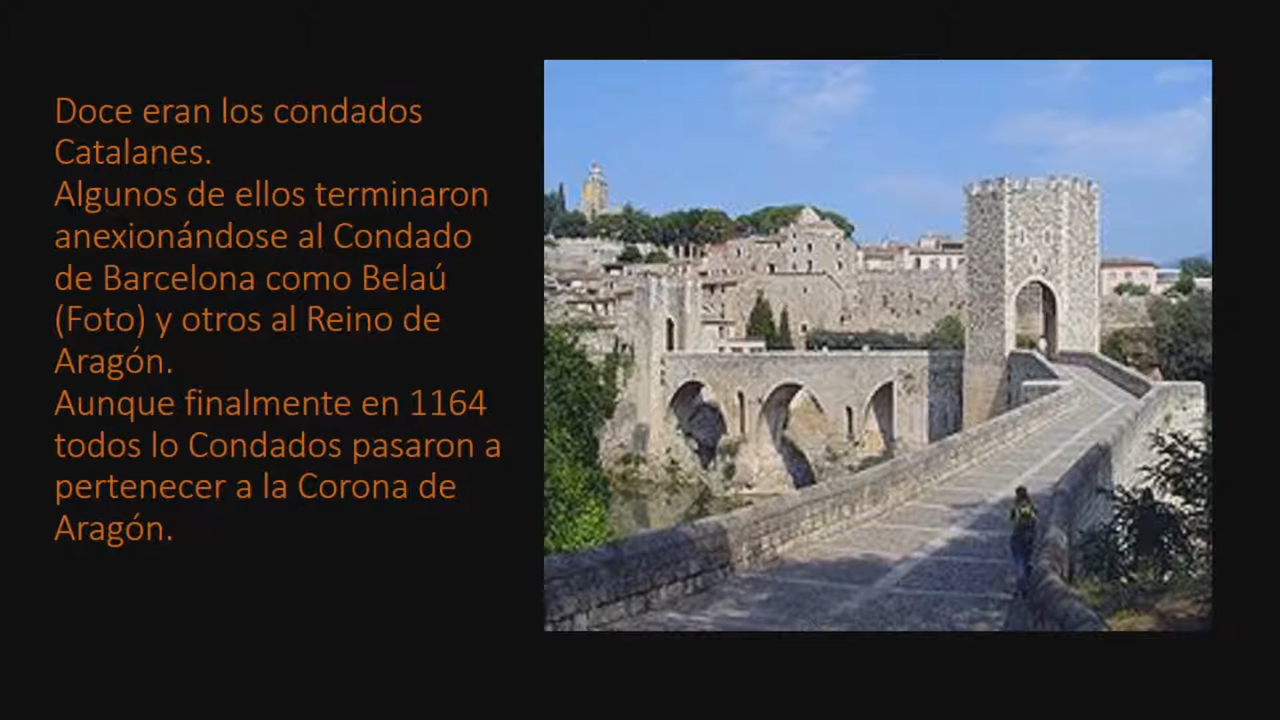 Doce eran los condados
Catalanes.
Algunos de ellos terminaron
anexionándose al Condado
de Barcelona como Belaú
(Foto) y otros al Reino de
Aragón.
Aunque finalmente en 1164
todos lo Condados pasaron a
pertenecer a la Corona de
Aragón.